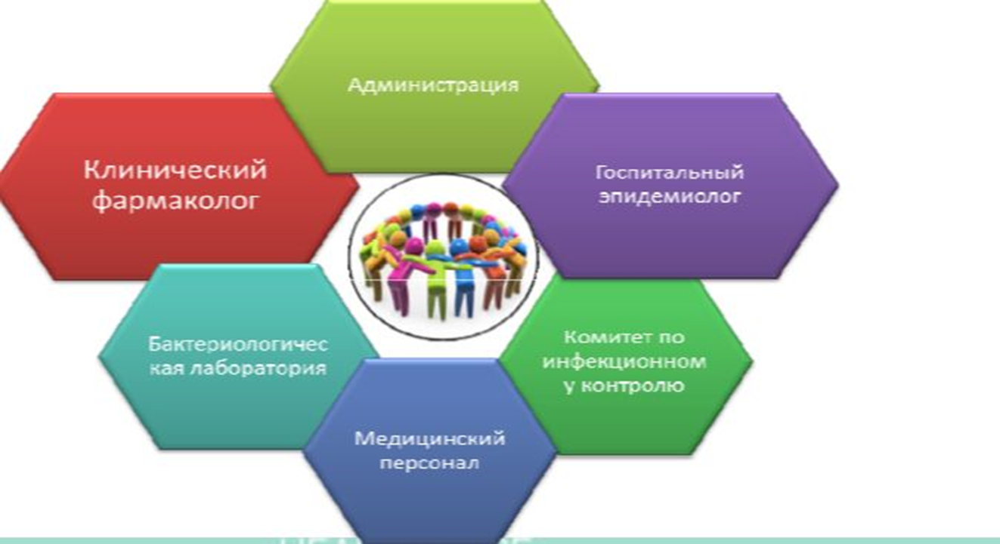 Администрация
Клинический
фармаколог
Госпитальный
эпидемиолог
Бактериологичес
кая лаборатория
Комитет по
инфекционном
у контролю
Медицинский
персонал